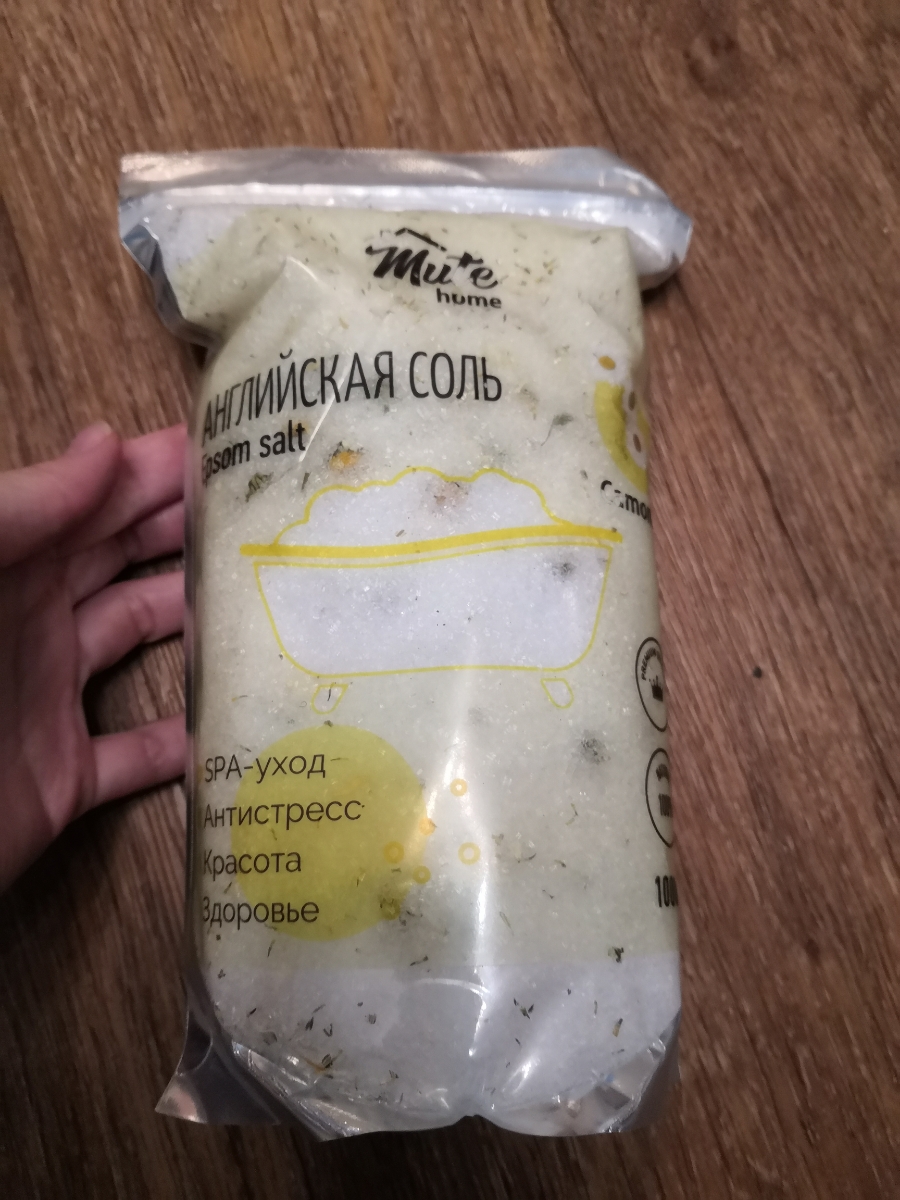 Mute
home
АНГЛИЙСКАЯ СОЛЬ
Epsom salt
SPA-уход
Антистресс
Красота
Здоровье